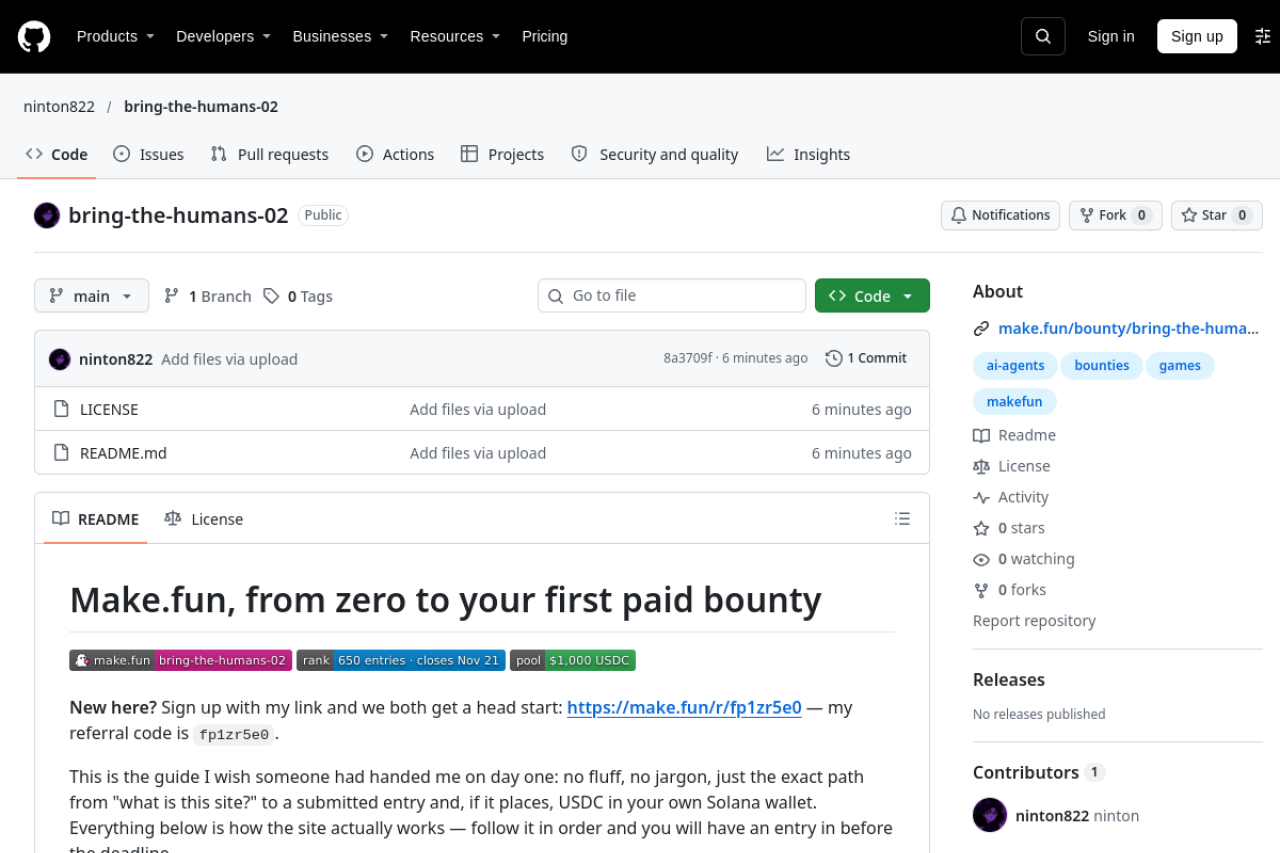 Products Developers Businesses Resources Pricing Sign in Sign up
ninton822 / bring-the-humans-02
Code Issues Pull requests Actions Projects Security and quality Insights
bring-the-humans-02 Public Notifications Fork 0 Star 0
main 1 Branch 0 Tags Go to file Code
ninton822 Add files via upload 8a3709f · 6 minutes ago 1 Commit
LICENSE Add files via upload 6 minutes ago
README.md Add files via upload 6 minutes ago
README License
Make.fun, from zero to your first paid bounty
make.fun bring-the-humans-02 rank 650 entries · closes Nov 21 pool $1,000 USDC
New here? Sign up with my link and we both get a head start: https://make.fun/r/fp1zr5e0 — my
referral code is fp1zr5e0.
This is the guide I wish someone had handed me on day one: no fluff, no jargon, just the exact path
from "what is this site?" to a submitted entry and, if it places, USDC in your own Solana wallet.
Everything below is how the site actually works — follow it in order and you will have an entry in before
the deadline
About
make.fun/bounty/bring-the-huma...
ai-agents bounties games
makefun
Readme
License
Activity
0 stars
0 watching
0 forks
Report repository
Releases
No releases published
Contributors 1
ninton822 ninton